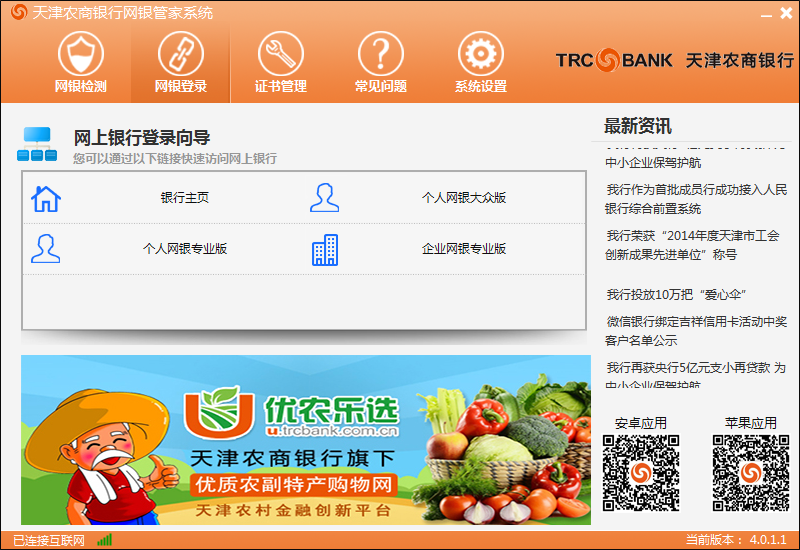 天津农商银行网银管家系统
网银检测
网银登录
证书管理
常见问题
系统设置
TRC BANK 天津农商银行
网上银行登录向导
您可以通过以下链接快速访问网上银行
银行主页
个人网银大众版
个人网银专业版
企业网银专业版
优农乐选
u.trcbank.com.cn
天津农商银行旗下
优质农副特产购物网
天津农村金融创新平台
最新资讯
中小企业保驾护航
我行作为首批成员行成功接入人民
银行综合前置系统
我行荣获“2014年度天津市工会
创新成果先进单位”称号
我行投放10万把“爱心伞”
微信银行绑定吉祥信用卡活动中奖
客户名单公示
我行再获央行5亿元支小再贷款 为
中小企业保驾护航
安卓应用
苹果应用
已连接互联网
当前版本： 4.0.1.1